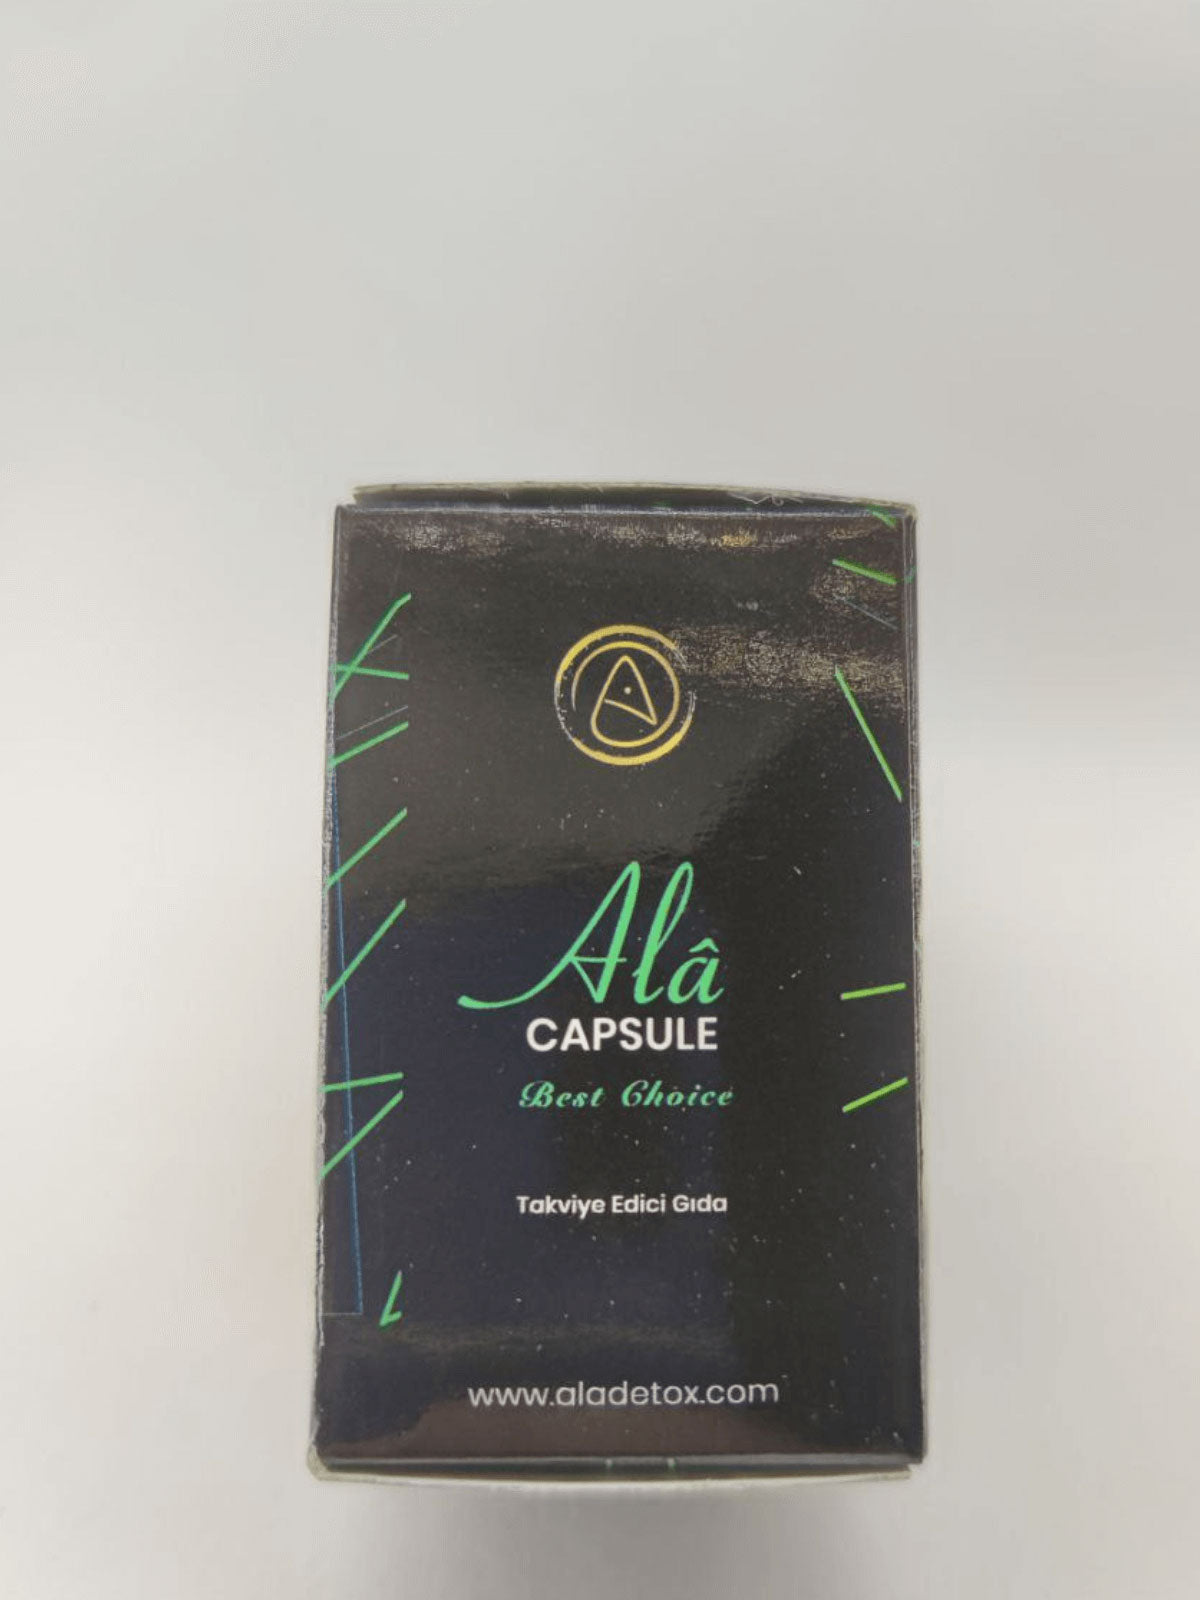 Alâ
CAPSULE
Best Choice
Takviye Edici Gıda
www.aladetox.com